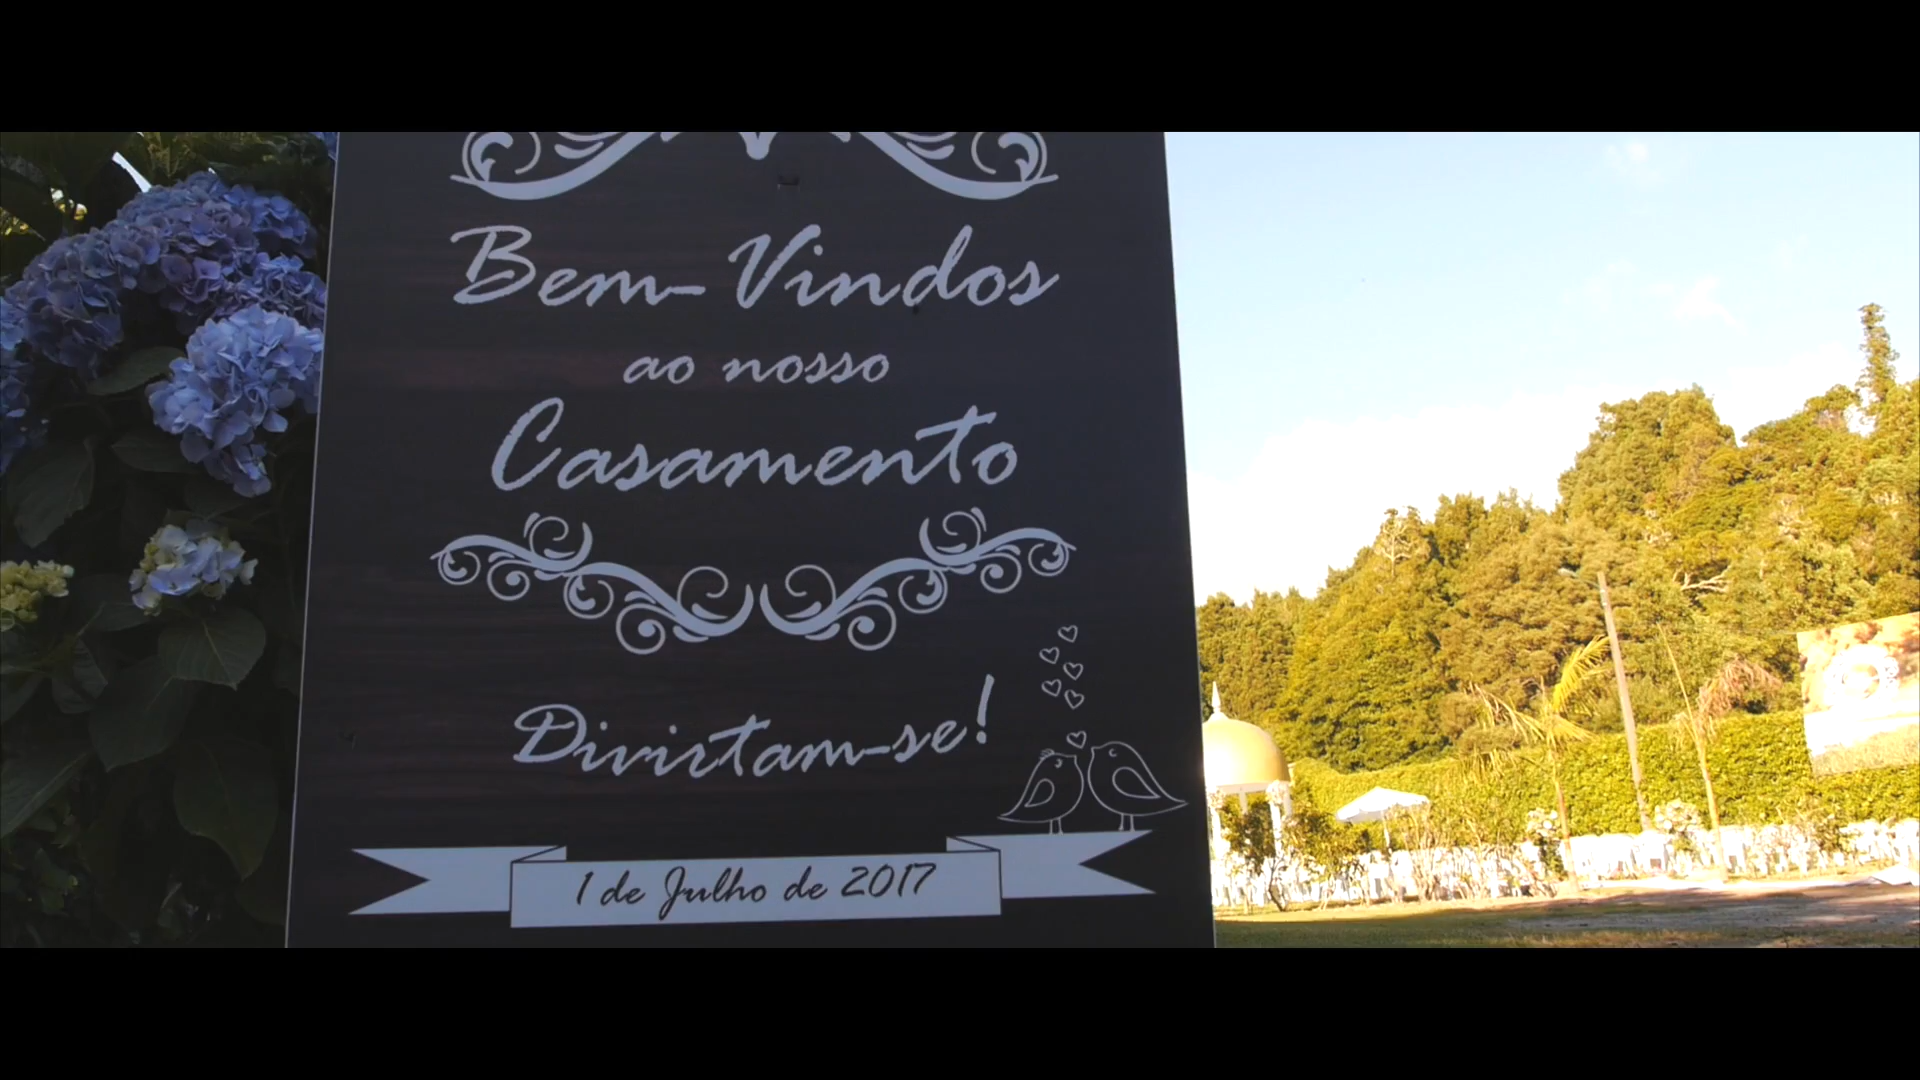 Bem-Vindos
ao nosso
Casamento
Divirtam-se!
1 de Julho de 2017